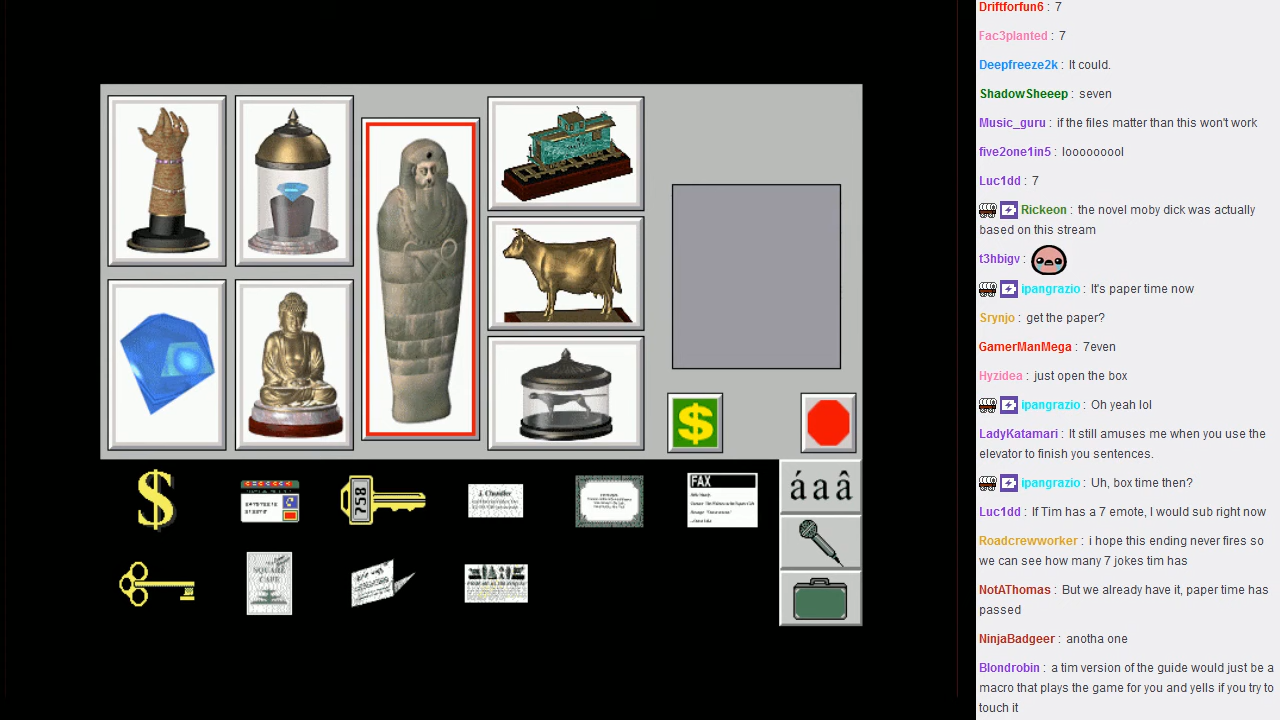 $
á a â
$
758
J. Chandler
FAX
SQUARE
CAFE
Driftforfun6 : 7
Fac3planted : 7
Deepfreeze2k : It could.
ShadowSheeep : seven
Music_guru : if the files matter than this won't work
five2one1in5 : loooooool
Luc1dd : 7
Rickeon : the novel moby dick was actually
based on this stream
t3hbigv :
ipangrazio : It's paper time now
Srynjo : get the paper?
GamerManMega : 7even
Hyzidea : just open the box
ipangrazio : Oh yeah lol
LadyKatamari : It still amuses me when you use the
elevator to finish you sentences.
ipangrazio : Uh, box me then?
Luc1dd : If Tim has a 7 emote, I would sub right now
Roadcrewworker : i hope this ending never fires so
we can see how many 7 jokes tim has
NotAThomas : But we already have it. Paper time has
passed
NinjaBadgeer : anotha one
Blondrobin : a tim version of the guide would just be a
macro that plays the game for you and yells if you try to
touch it